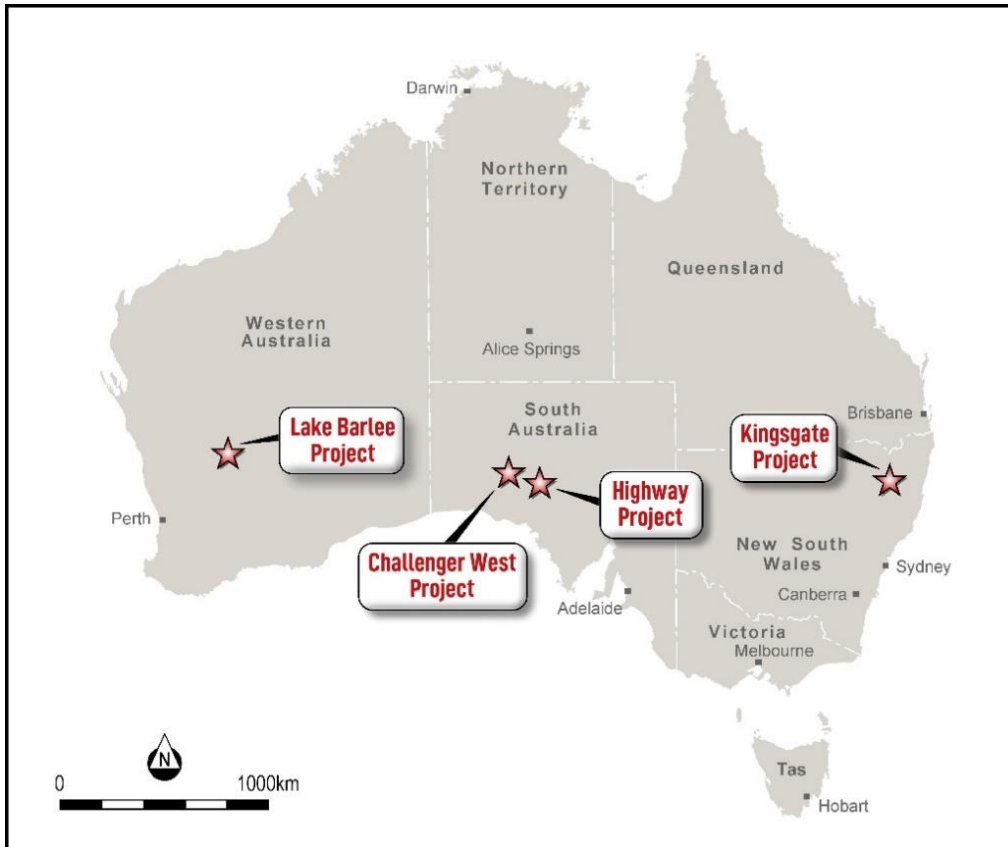 Darwin
Northern
Territory
Queensland
Western
Australia
Alice Springs
South
Australia
Brisbane
Lake Barlee
Project
Kingsgate
Project
Highway
Project
Perth
Challenger West
Project
New South
Wales
Sydney
Canberra
Adelaide
Victoria
Melbourne
N
0 1000km
Tas
Hobart